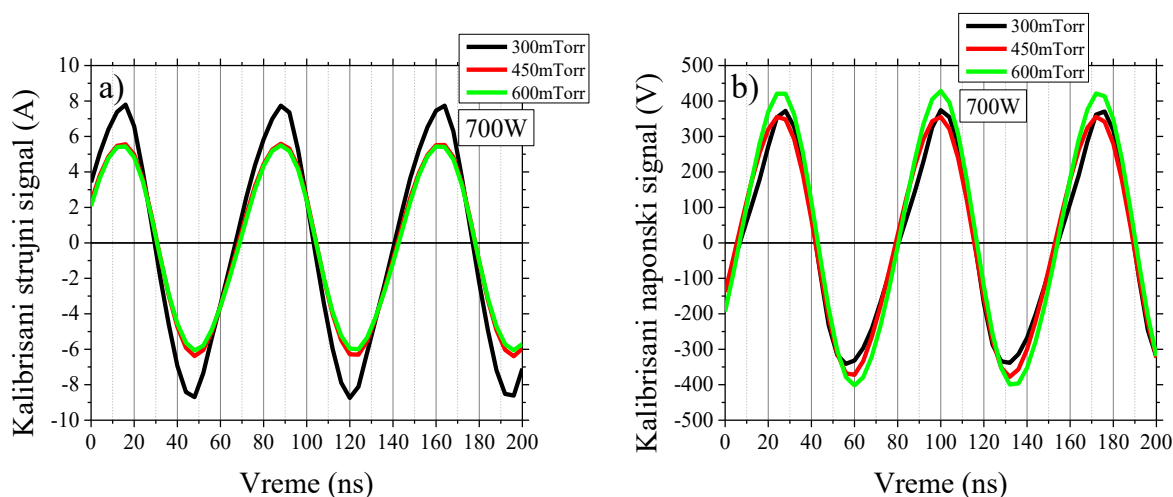 300mTorr
450mTorr
600mTorr
700W
a)
Kalibrisani strujni signal (A)
10
8
6
4
2
0
-2
-4
-6
-8
-10
0 20 40 60 80 100 120 140 160 180 200
Vreme (ns)
300mTorr
450mTorr
600mTorr
700W
b)
Kalibrisani naponski signal (V)
500
400
300
200
100
0
-100
-200
-300
-400
-500
0 20 40 60 80 100 120 140 160 180 200
Vreme (ns)